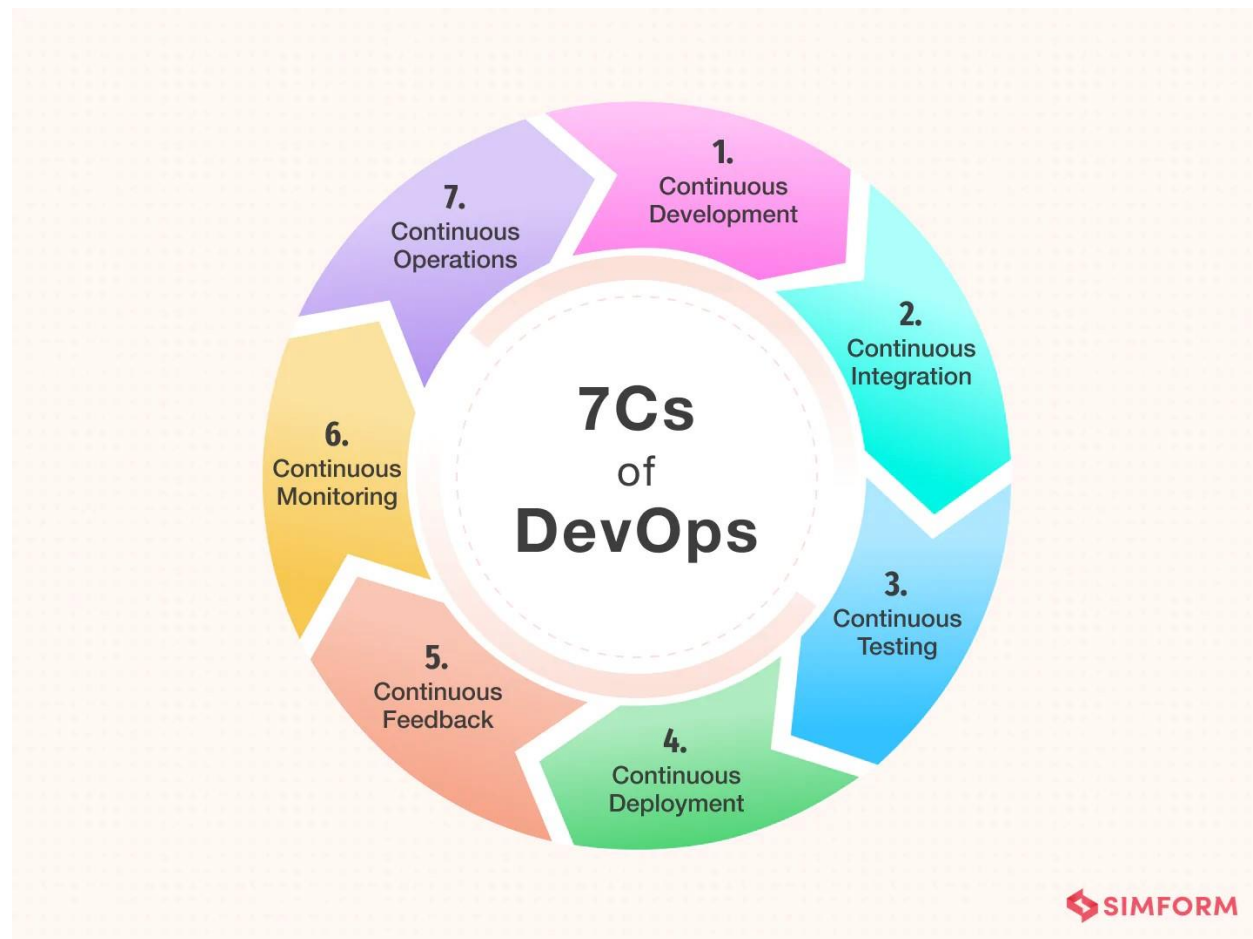 1.
Continuous
Development
2.
Continuous
Integration
3.
Continuous
Testing
4.
Continuous
Deployment
5.
Continuous
Feedback
6.
Continuous
Monitoring
7.
Continuous
Operations
7Cs
of
DevOps
SIMFORM